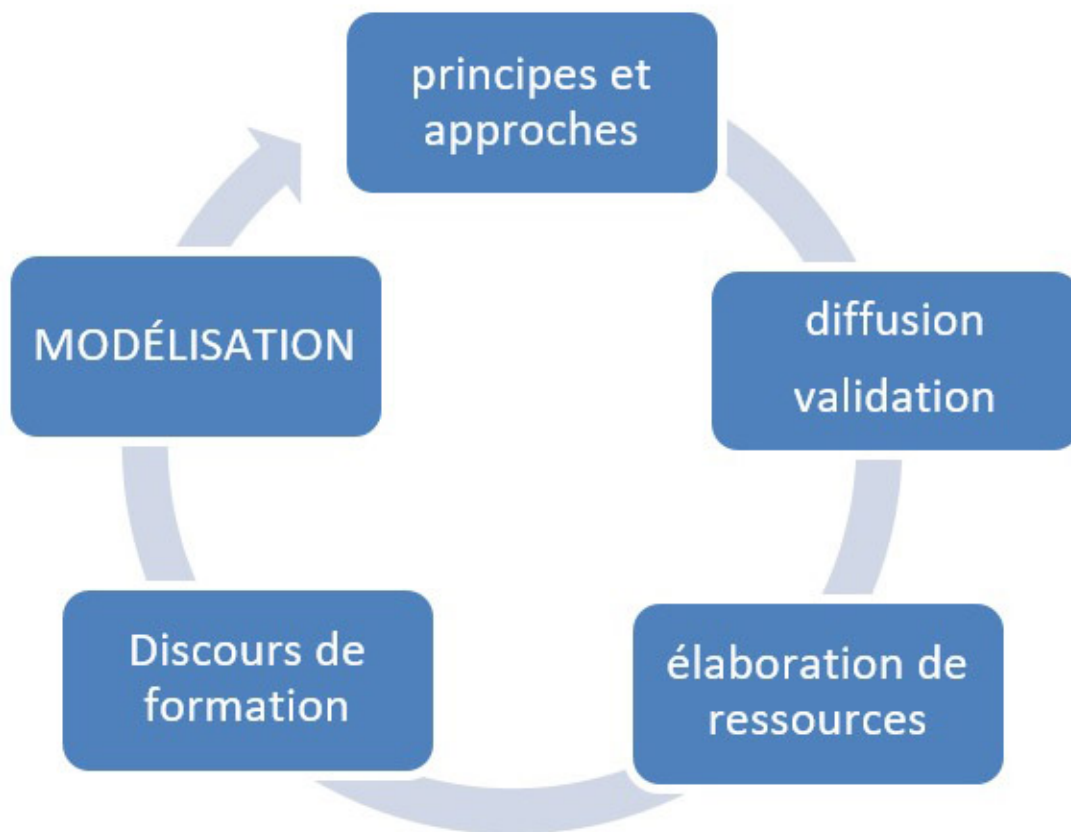 principes et
approches
diffusion
validation
élaboration de
ressources
Discours de
formation
MODÉLISATION